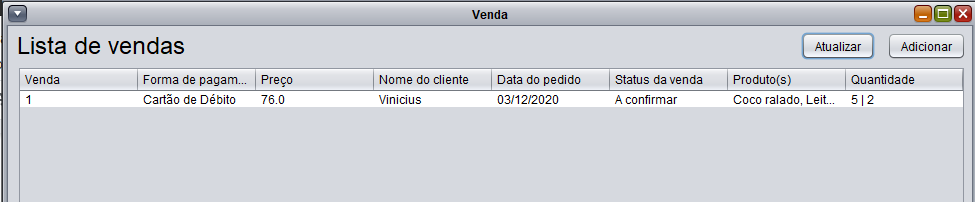 Venda
Lista de vendas Atualizar Adicionar
Venda Forma de pagam... Preço Nome do cliente Data do pedido Status da venda Produto(s) Quantidade
1 Cartão de Débito 76.0 Vinicius 03/12/2020 A confirmar Coco ralado, Leit... 5 | 2